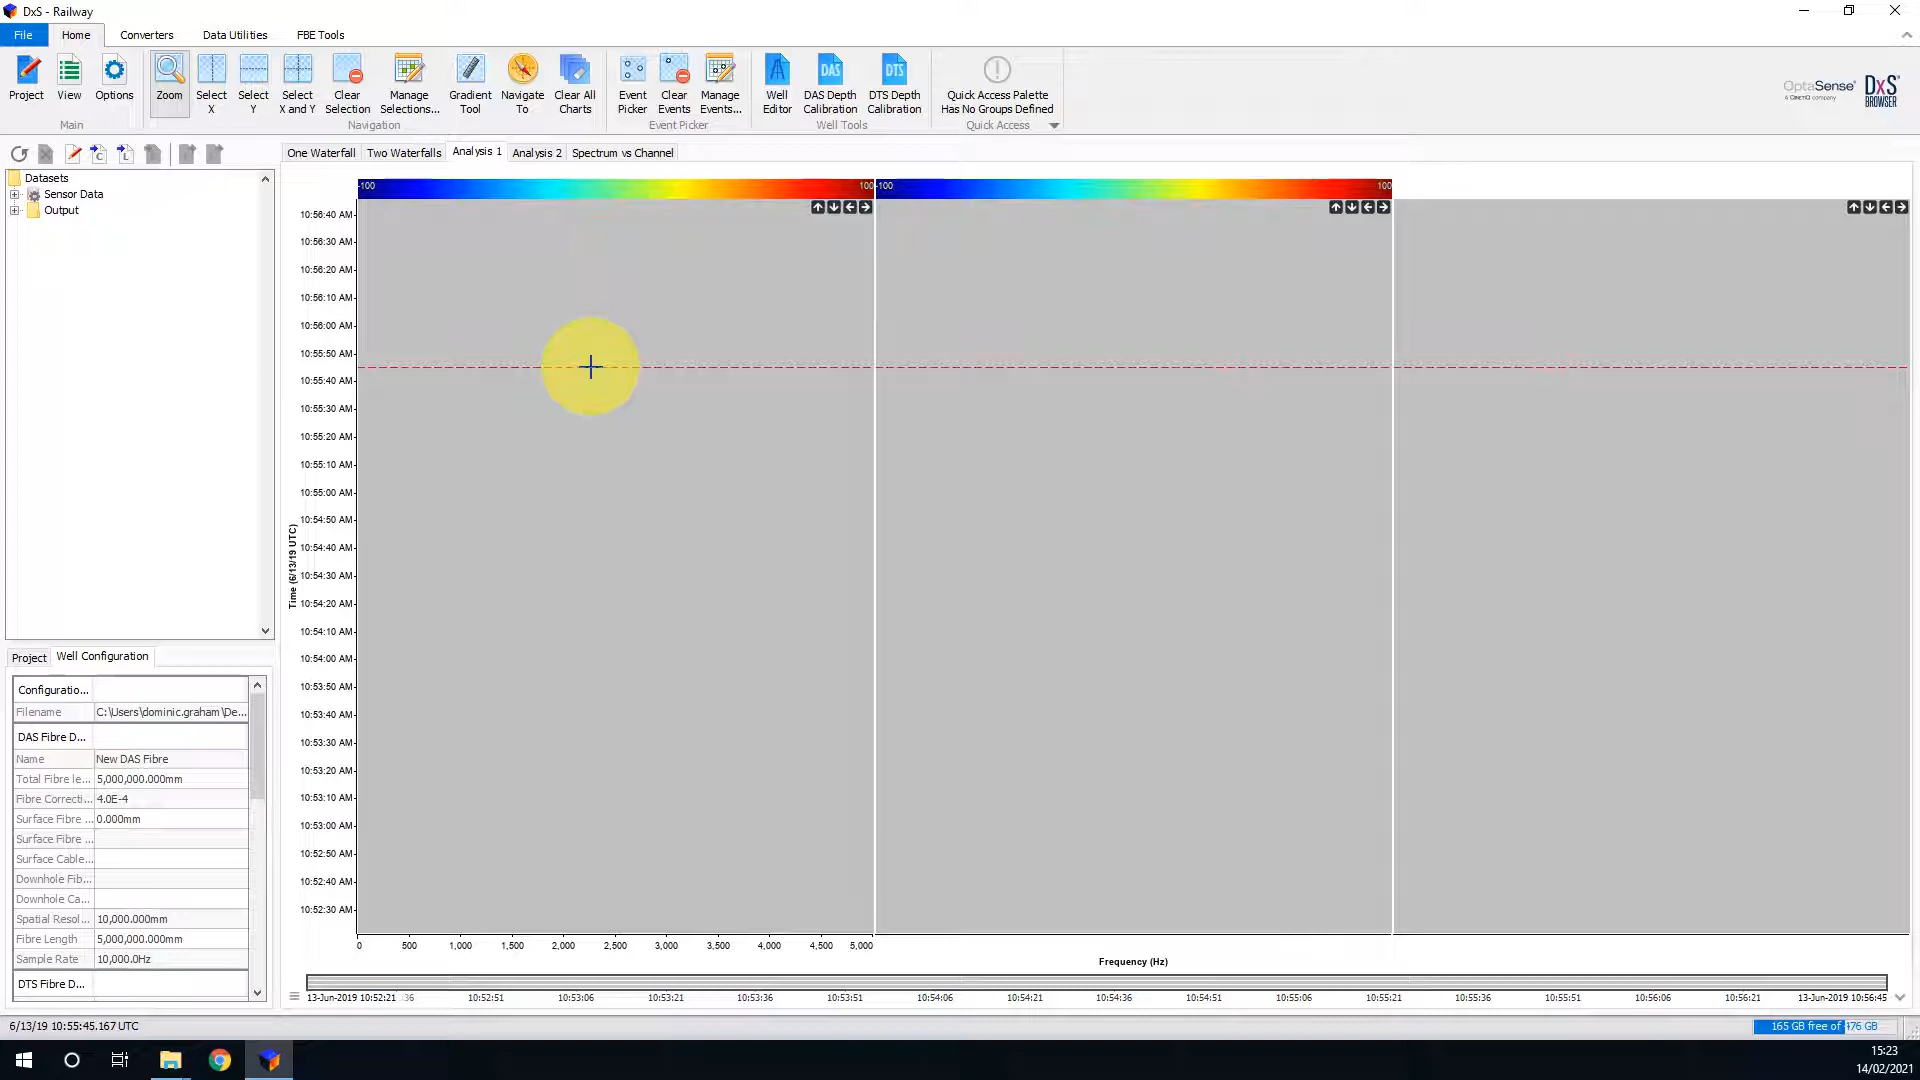 DxS - Railway
File Home Converters Data Utilities FBE Tools
Project View Options Zoom Select X Select Y Select X and Y Clear Selection Manage Selections... Gradient Tool Navigate To Clear All Charts Event Picker Clear Events Manage Events... Well Editor DAS DAS Depth Calibration DTS DTS Depth Calibration Quick Access Palette Has No Groups Defined
Main Navigation Event Picker Well Tools Quick Access
OptaSense DxS BROWSER
One Waterfall Two Waterfalls Analysis 1 Analysis 2 Spectrum vs Channel
Datasets
Sensor Data
Output
-100 100 -100 100
10:56:40 AM
10:56:30 AM
10:56:20 AM
10:56:10 AM
10:56:00 AM
10:55:50 AM
10:55:40 AM
10:55:30 AM
10:55:20 AM
10:55:10 AM
10:55:00 AM
10:54:50 AM
10:54:40 AM
10:54:30 AM
10:54:20 AM
10:54:10 AM
10:54:00 AM
10:53:50 AM
10:53:40 AM
10:53:30 AM
10:53:20 AM
10:53:10 AM
10:53:00 AM
10:52:50 AM
10:52:40 AM
10:52:30 AM
Time (6/13/19 UTC)
0 500 1,000 1,500 2,000 2,500 3,000 3,500 4,000 4,500 5,000
Frequency (Hz)
13-Jun-2019 10:52:21 :36 10:52:51 10:53:06 10:53:21 10:53:36 10:53:51 10:54:06 10:54:21 10:54:36 10:54:51 10:55:06 10:55:21 10:55:36 10:55:51 10:56:06 10:56:21 13-Jun-2019 10:56:45
Project Well Configuration
Configuratio...
Filename C:\Users\dominic.graham\De...
DAS Fibre D...
Name New DAS Fibre
Total Fibre le... 5,000,000.000mm
Fibre Correcti... 4.0E-4
Surface Fibre ... 0.000mm
Surface Fibre ...
Surface Cable...
Downhole Fib...
Downhole Ca...
Spatial Resol... 10,000.000mm
Fibre Length 5,000,000.000mm
Sample Rate 10,000.0Hz
DTS Fibre D...
6/13/19 10:55:45.167 UTC
165 GB free of 476 GB
15:23
14/02/2021